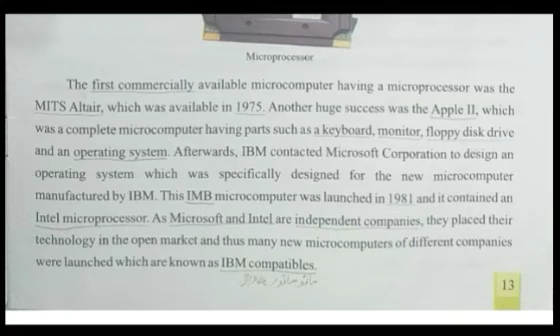 Microprocessor
The first commercially available microcomputer having a microprocessor was the
MITS Altair, which was available in 1975. Another huge success was the Apple II, which
was a complete microcomputer having parts such as a keyboard, monitor, floppy disk drive
and an operating system. Afterwards, IBM contacted Microsoft Corporation to design an
operating system which was specifically designed for the new microcomputer
manufactured by IBM. This IMB microcomputer was launched in 1981 and it contained an
Intel microprocessor. As Microsoft and Intel are independent companies, they placed their
technology in the open market and thus many new microcomputers of different companies
were launched which are known as IBM compatibles.
13